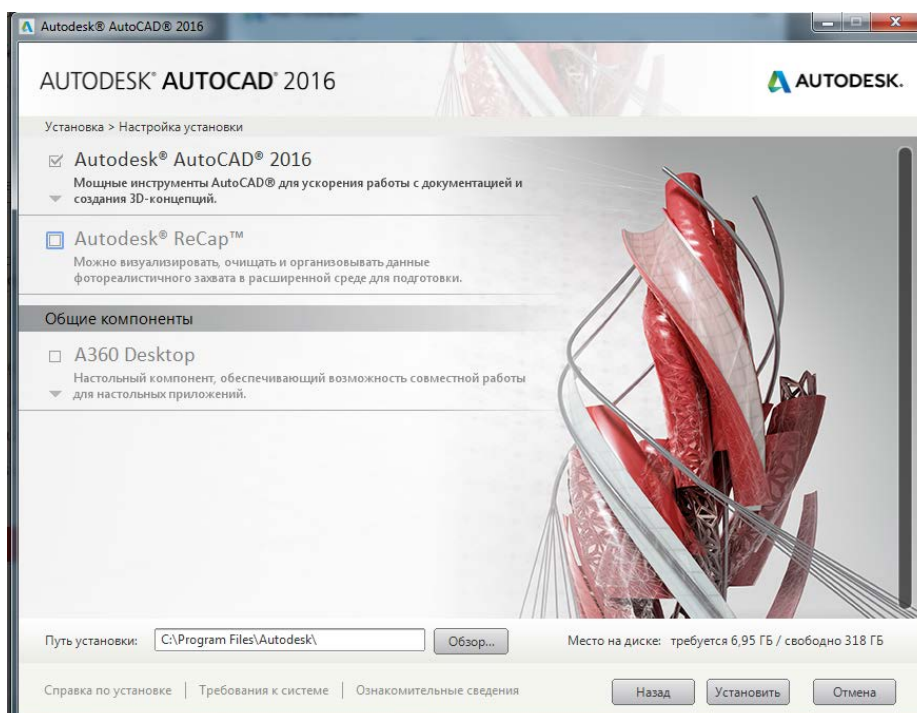 Autodesk® AutoCAD® 2016
AUTODESK® AUTOCAD® 2016
AUTODESK.
Установка > Настройка установки
Autodesk® AutoCAD® 2016
Мощные инструменты AutoCAD® для ускорения работы с документацией и
создания 3D-концепций.
Autodesk® ReCap™
Можно визуализировать, очищать и организовывать данные
фотореалистичного захвата в расширенной среде для подготовки.
Общие компоненты
A360 Desktop
Настольный компонент, обеспечивающий возможность совместной работы
для настольных приложений.
Путь установки: C:\Program Files\Autodesk\ Обзор... Место на диске: требуется 6,95 ГБ / свободно 318 ГБ
Справка по установке | Требования к системе | Ознакомительные сведения Назад Установить Отмена